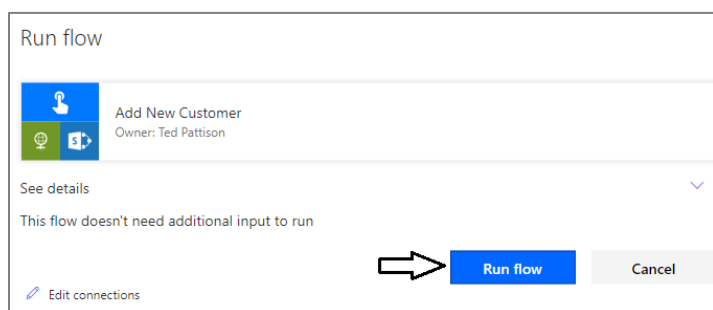 Run flow
Add New Customer
Owner: Ted Pattison
S
See details
This flow doesn't need additional input to run
Run flow
Cancel
Edit connections